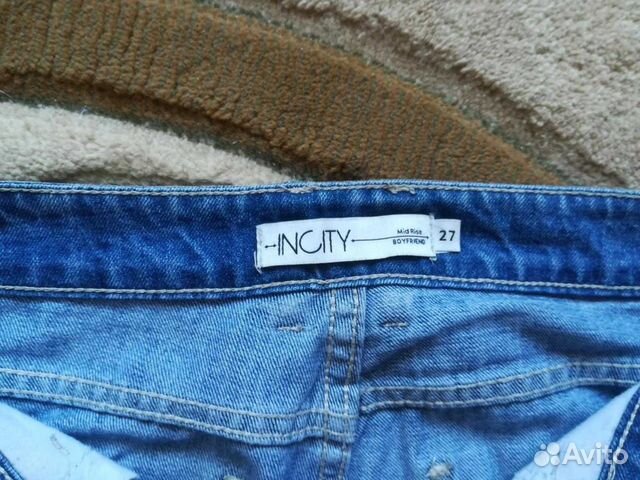 INCITY
Mid Rise
BOYFRIEND
27
Avito